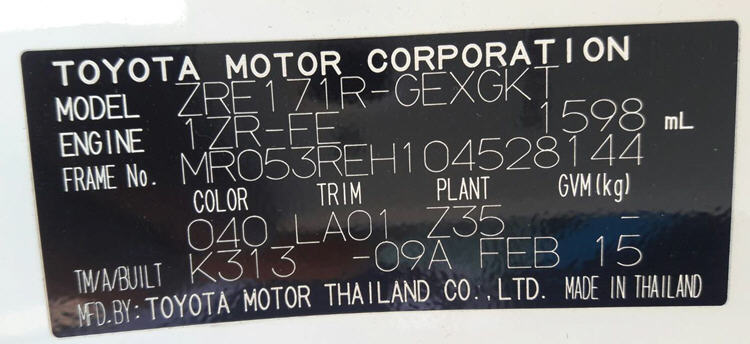 TOYOTA MOTOR CORPORATION
MODEL ZRE171R-GEXGKT
ENGINE 1ZR-FE 1598 mL
FRAME No. MR053REH104528144
COLOR TRIM PLANT GVM(kg)
040 LA01 Z35 -
TM/A/BUILT K313 -09A FEB 15
MFD.BY: TOYOTA MOTOR THAILAND CO.,LTD. MADE IN THAILAND